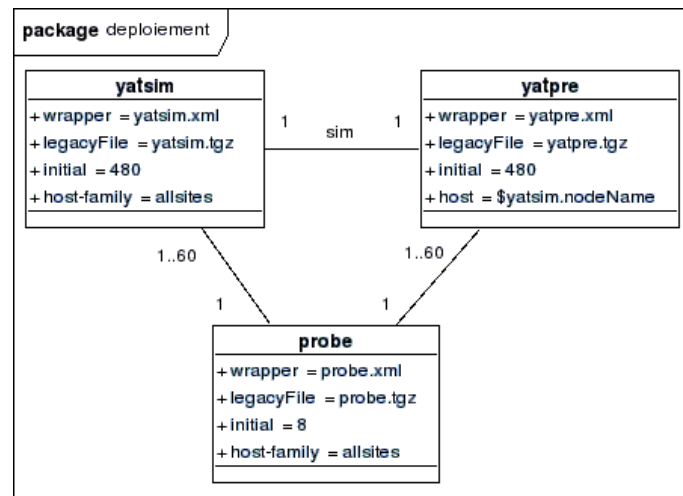 package deploiement
yatsim
+ wrapper = yatsim.xml
+ legacyFile = yatsim.tgz
+ initial = 480
+ host-family = allsites
1 sim 1
yatpre
+ wrapper = yatpre.xml
+ legacyFile = yatpre.tgz
+ initial = 480
+ host = $yatsim.nodeName
1..60
1
1..60
1
probe
+ wrapper = probe.xml
+ legacyFile = probe.tgz
+ initial = 8
+ host-family = allsites